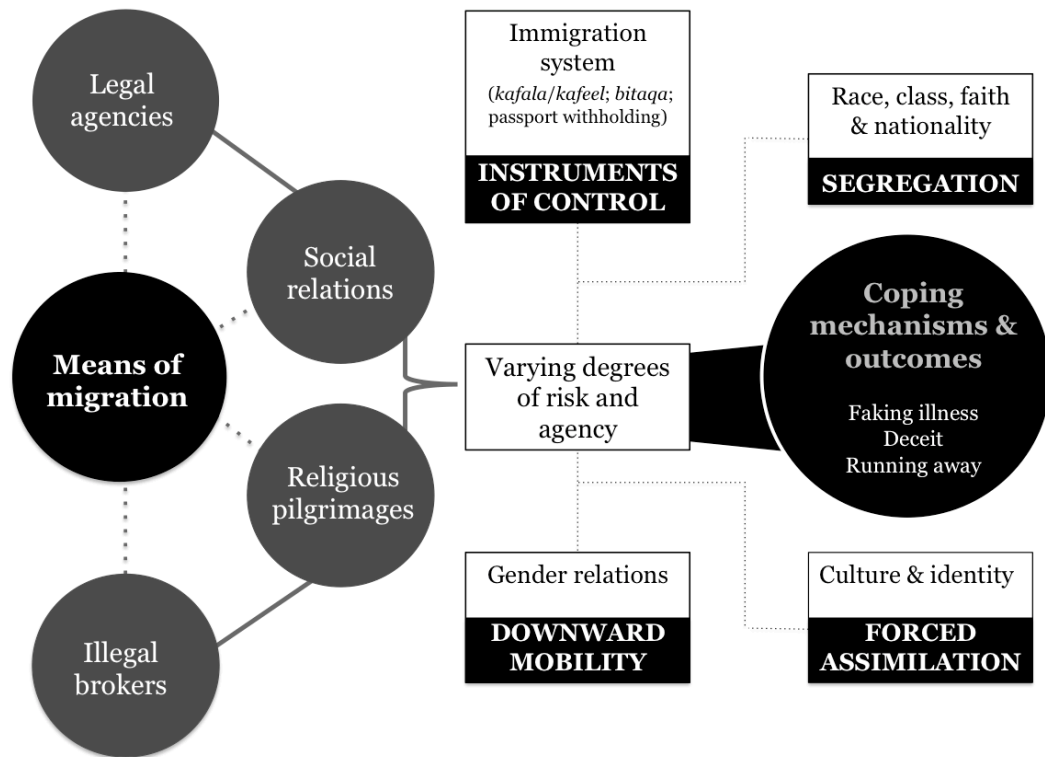 Legal
agencies
Social
relations
Means of
migration
Religious
pilgrimages
Illegal
brokers
Immigration
system
(kafala/kafeel; bitaqa;
passport withholding)
INSTRUMENTS
OF CONTROL
Race, class, faith
& nationality
SEGREGATION
Varying degrees
of risk and
agency
Coping
mechanisms &
outcomes
Faking illness
Deceit
Running away
Gender relations
DOWNWARD
MOBILITY
Culture & identity
FORCED
ASSIMILATION